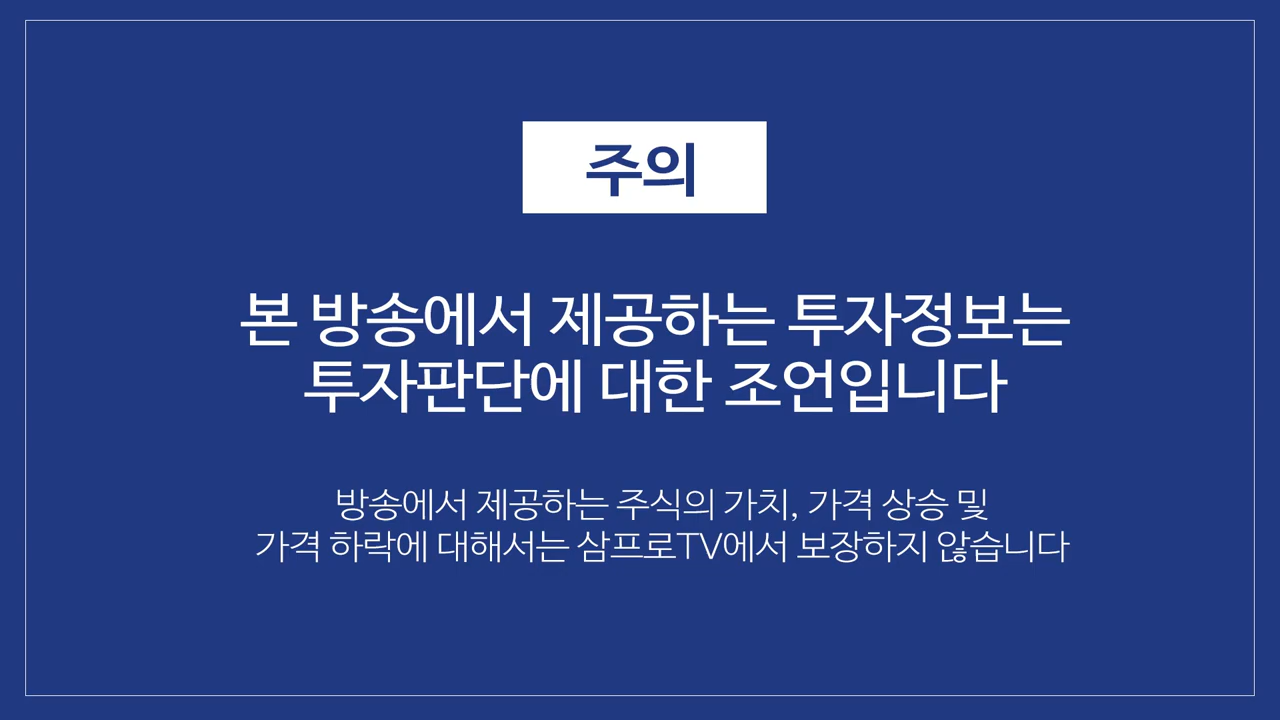 주의
본 방송에서 제공하는 투자정보는
투자판단에 대한 조언입니다
방송에서 제공하는 주식의 가치, 가격 상승 및
가격 하락에 대해서는 삼프로TV에서 보장하지 않습니다